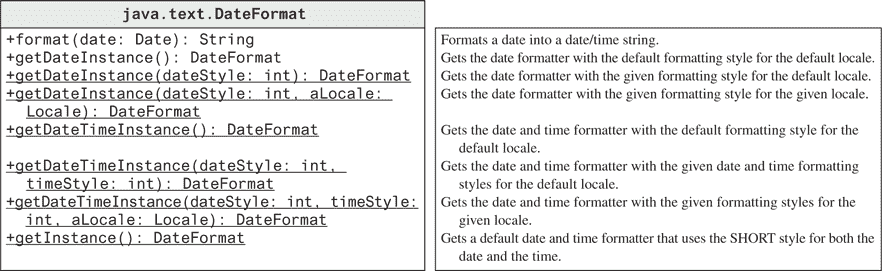 java.text.DateFormat
+format(date: Date): String
+getDateInstance(): DateFormat
+getDateInstance(dateStyle: int): DateFormat
+getDateInstance(dateStyle: int, aLocale:
Locale): DateFormat
+getDateTimeInstance(): DateFormat
+getDateTimeInstance(dateStyle: int,
timeStyle: int): DateFormat
+getDateTimeInstance(dateStyle: int, timeStyle:
int, aLocale: Locale): DateFormat
+getInstance(): DateFormat
Formats a date into a date/time string.
Gets the date formatter with the default formatting style for the default locale.
Gets the date formatter with the given formatting style for the default locale.
Gets the date formatter with the given formatting style for the given locale.
Gets the date and time formatter with the default formatting style for the
default locale.
Gets the date and time formatter with the given date and time formatting
styles for the default locale.
Gets the date and time formatter with the given formatting styles for the
given locale.
Gets a default date and time formatter that uses the SHORT style for both the
date and the time.